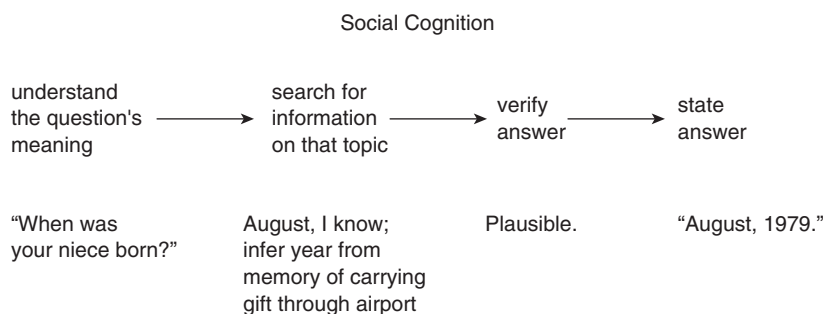 Social Cognition
understand
the question's
meaning
search for
information
on that topic
verify
answer
state
answer
“When was
your niece born?”
August, I know;
infer year from
memory of carrying
gift through airport
Plausible.
“August, 1979.”